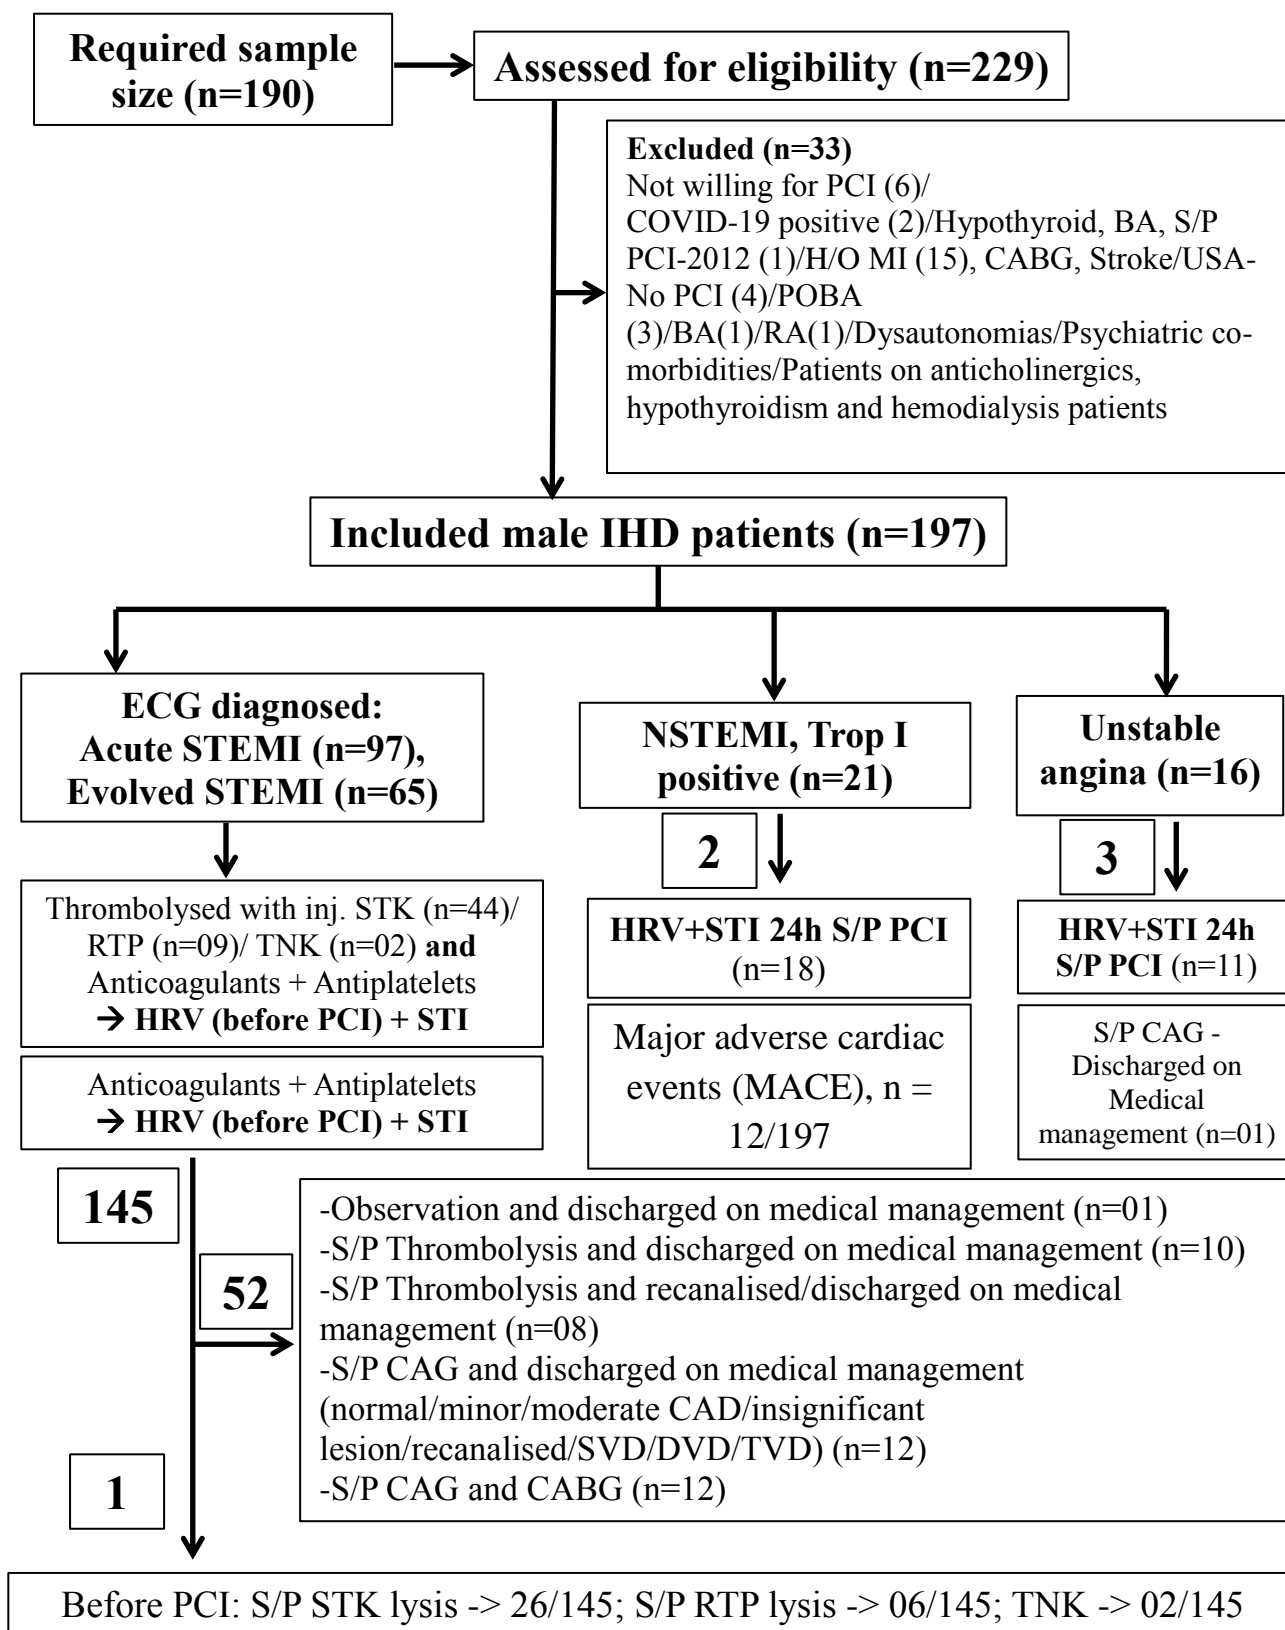 Required sample
size (n=190)
Assessed for eligibility (n=229)
Excluded (n=33)
Not willing for PCI (6)/
COVID-19 positive (2)/Hypothyroid, BA, S/P
PCI-2012 (1)/H/O MI (15), CABG, Stroke/USA-
No PCI (4)/POBA
(3)/BA(1)/RA(1)/Dysautonomias/Psychiatric co-
morbidities/Patients on anticholinergics,
hypothyroidism and hemodialysis patients
Included male IHD patients (n=197)
ECG diagnosed:
Acute STEMI (n=97),
Evolved STEMI (n=65)
NSTEMI, Trop I
positive (n=21)
Unstable
angina (n=16)
2
3
Thrombolysed with inj. STK (n=44)/
RTP (n=09)/ TNK (n=02) and
Anticoagulants + Antiplatelets
→ HRV (before PCI) + STI
HRV+STI 24h S/P PCI
(n=18)
HRV+STI 24h
S/P PCI (n=11)
Anticoagulants + Antiplatelets
→ HRV (before PCI) + STI
Major adverse cardiac
events (MACE), n =
12/197
S/P CAG -
Discharged on
Medical
management (n=01)
145
52
-Observation and discharged on medical management (n=01)
-S/P Thrombolysis and discharged on medical management (n=10)
-S/P Thrombolysis and recanalised/discharged on medical
management (n=08)
-S/P CAG and discharged on medical management
(normal/minor/moderate CAD/insignificant
lesion/recanalised/SVD/DVD/TVD) (n=12)
-S/P CAG and CABG (n=12)
1
Before PCI: S/P STK lysis -> 26/145; S/P RTP lysis -> 06/145; TNK -> 02/145